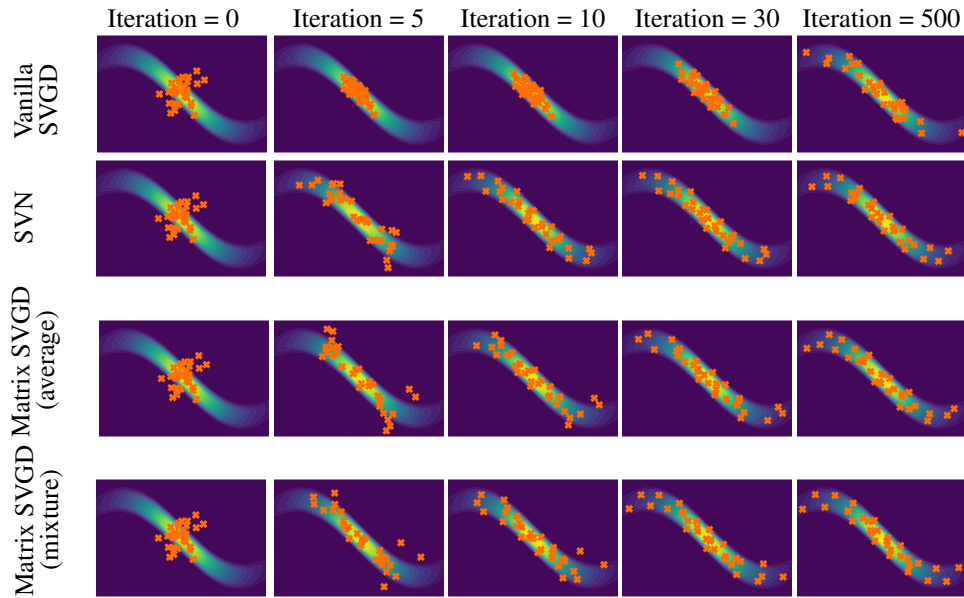 Iteration = 0 Iteration = 5 Iteration = 10 Iteration = 30 Iteration = 500
Vanilla
SVGD
SVN
Matrix SVGD
(average)
Matrix SVGD
(mixture)